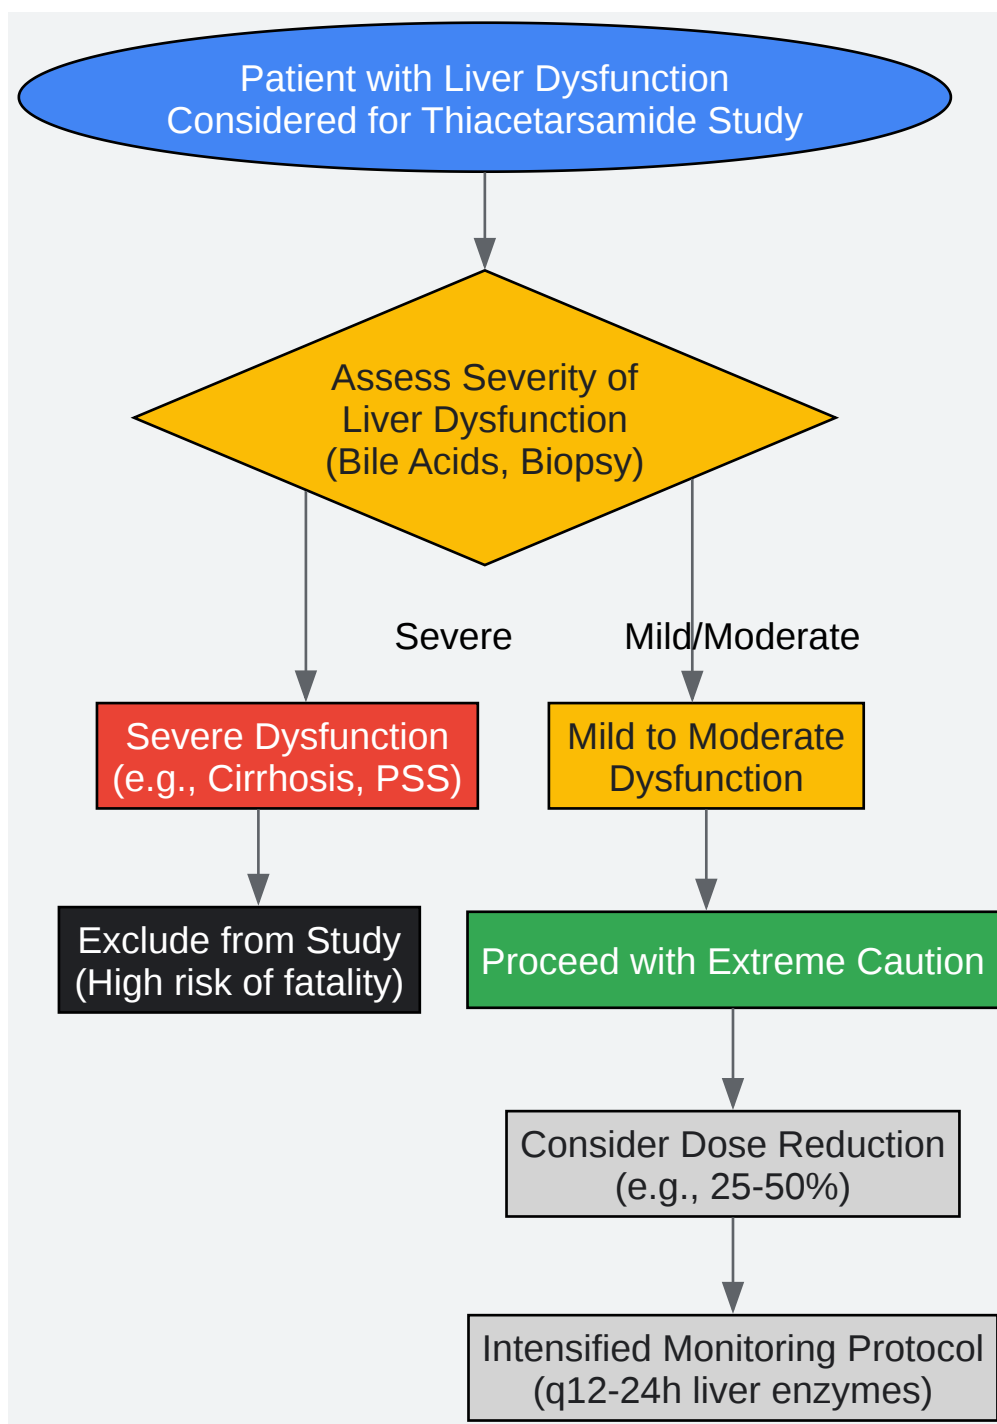 Patient with Liver Dysfunction
Considered for Thiacetarsamide Study
Assess Severity of
Liver Dysfunction
(Bile Acids, Biopsy)
Severe
Mild/Moderate
Severe Dysfunction
(e.g., Cirrhosis, PSS)
Mild to Moderate
Dysfunction
Exclude from Study
(High risk of fatality)
Proceed with Extreme Caution
Consider Dose Reduction
(e.g., 25-50%)
Intensified Monitoring Protocol
(q12-24h liver enzymes)